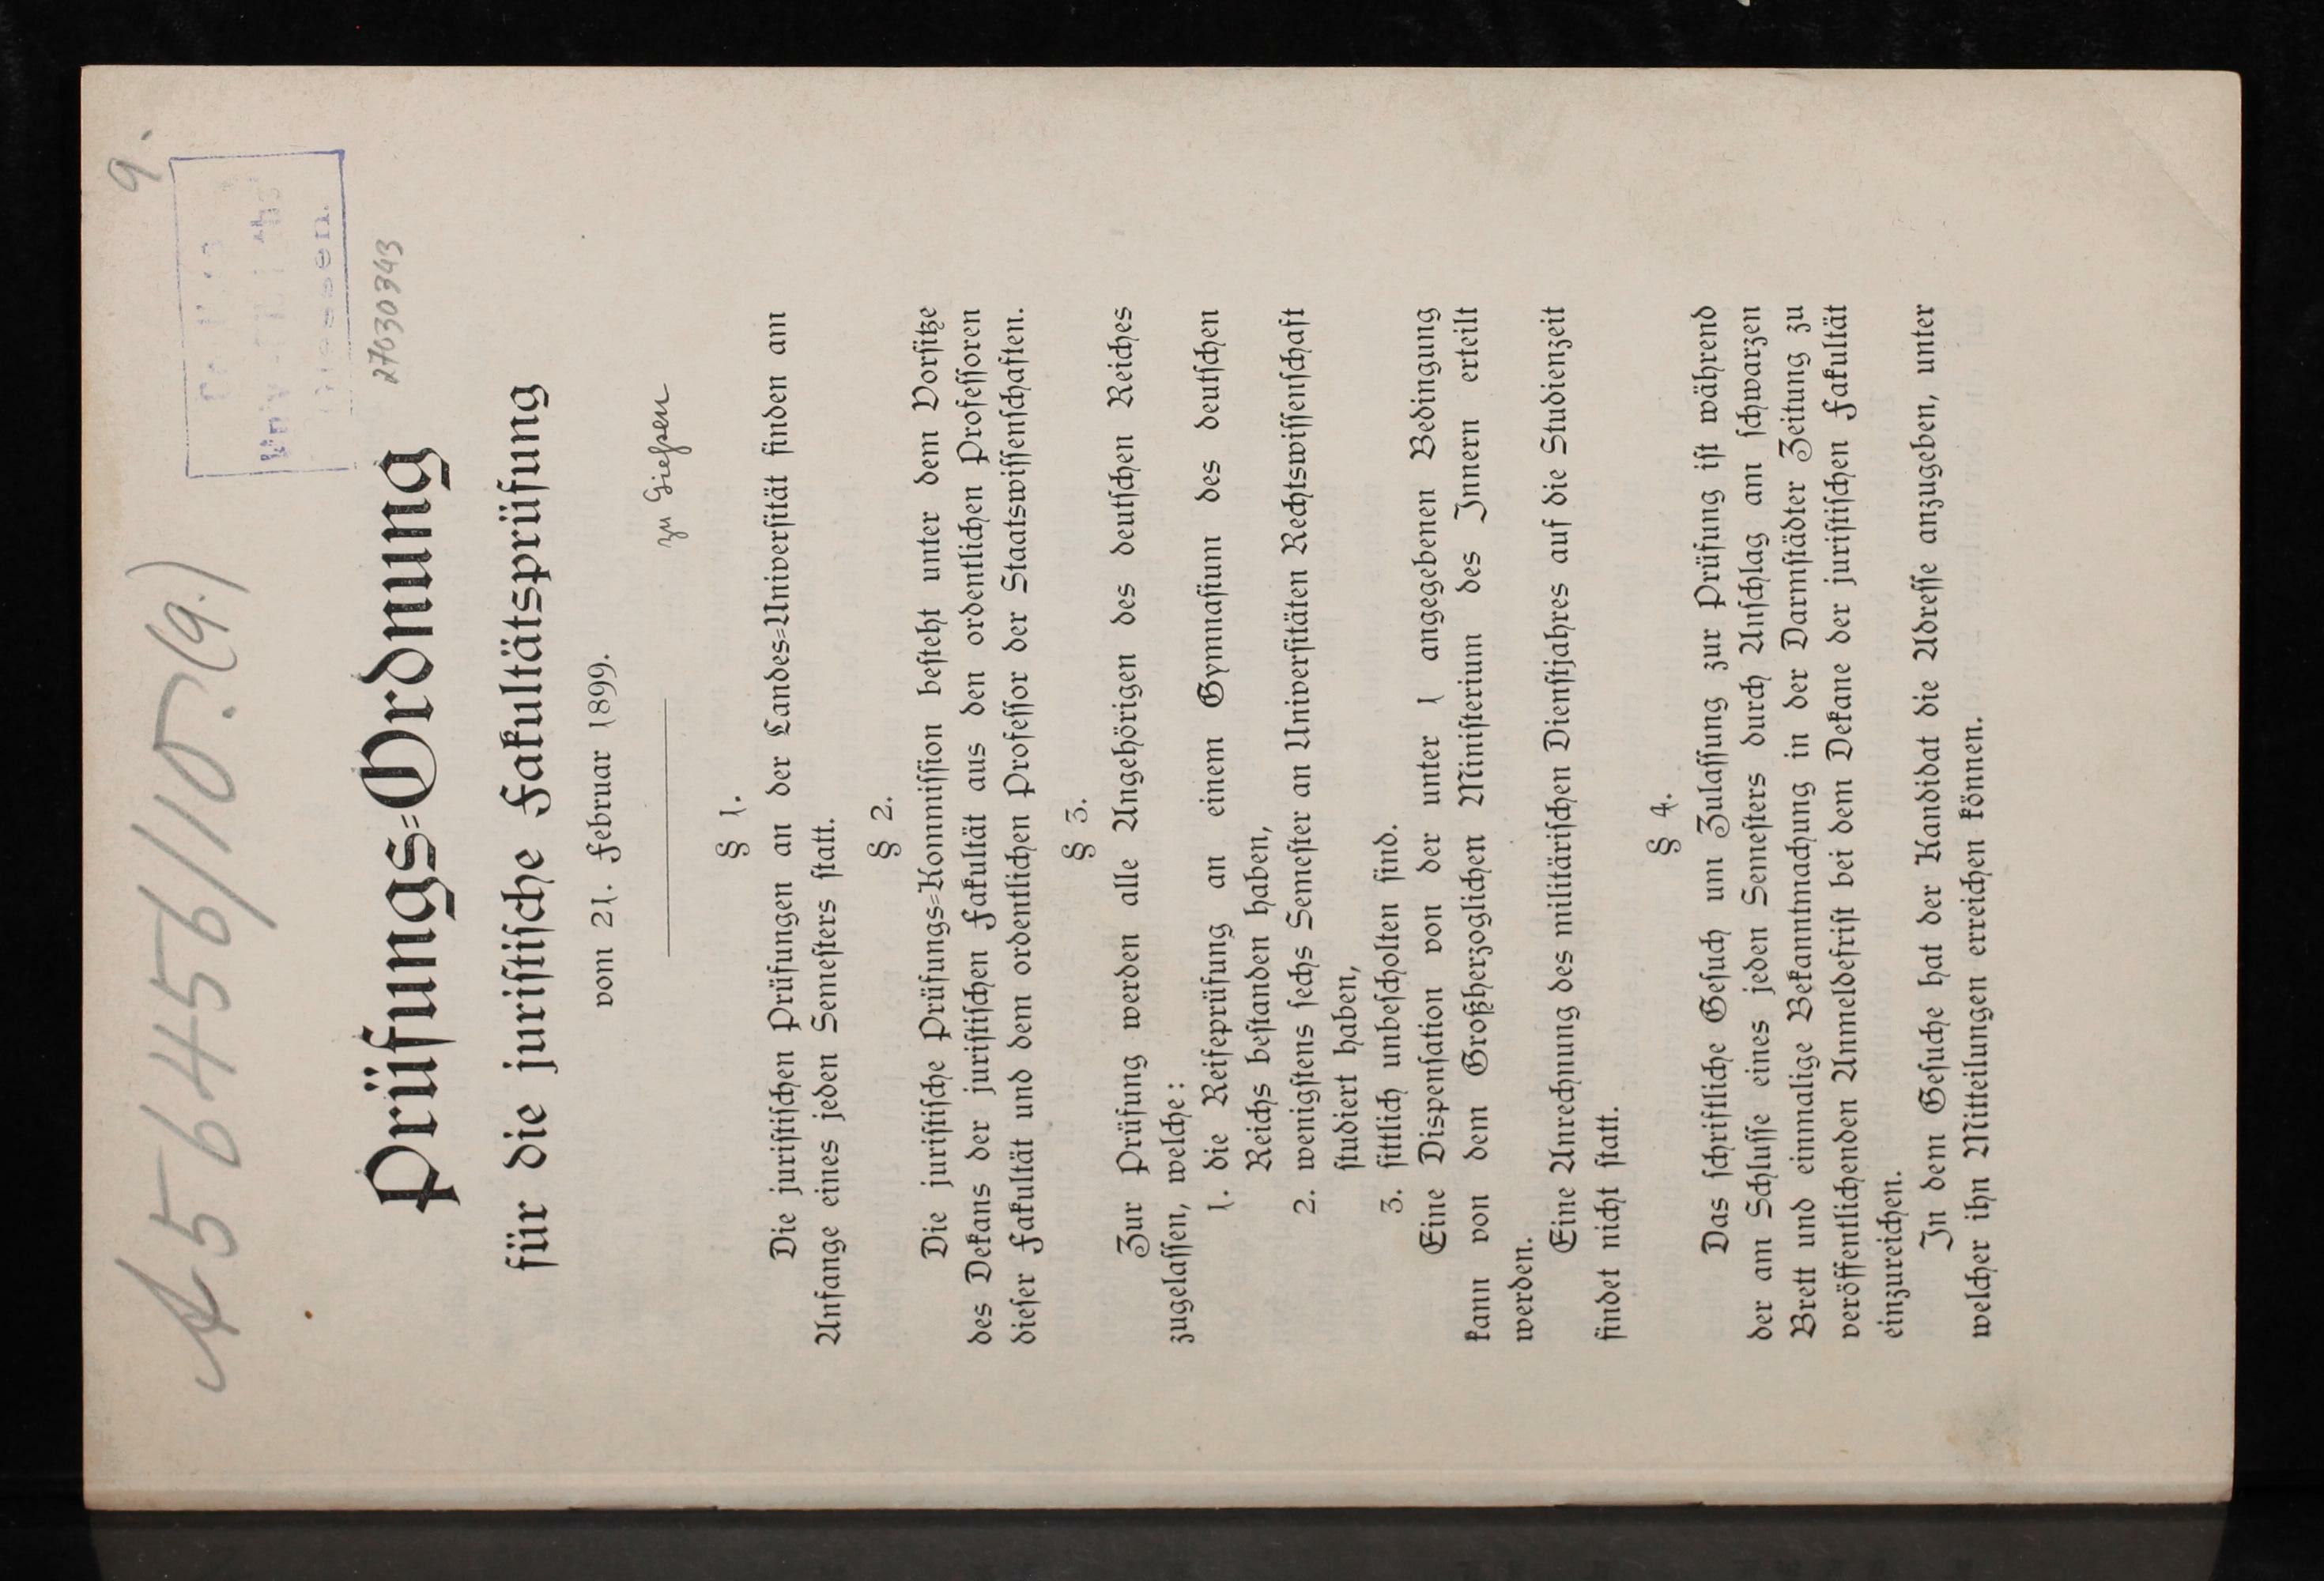 A 56456/10.(9.)
9.
Giessen.
27030343
Prüfungs=Ordnung
für die juristische Fakultätsprüfung
vom 21. Februar 1899.
zu Gießen
§ 1.
Die juristischen Prüfungen an der Landes=Universität finden am
Anfange eines jeden Semesters statt.
§ 2.
Die juristische Prüfungs=Kommission besteht unter dem Vorsitze
des Dekans der juristischen Fakultät aus den ordentlichen Professoren
dieser Fakultät und dem ordentlichen Professor der Staatswissenschaften.
§ 3.
Zur Prüfung werden alle Angehörigen des deutschen Reiches
zugelassen, welche:
1. die Reifeprüfung an einem Gymnasium des deutschen
Reichs bestanden haben,
2. wenigstens sechs Semester an Universitäten Rechtswissenschaft
studiert haben,
3. sittlich unbescholten sind.
Eine Dispensation von der unter 1 angegebenen Bedingung
kann von dem Großherzoglichen Ministerium des Innern erteilt
werden.
Eine Anrechnung des militärischen Dienstjahres auf die Studienzeit
findet nicht statt.
§ 4.
Das schriftliche Gesuch um Zulassung zur Prüfung ist während
der am Schlusse eines jeden Semesters durch Anschlag am schwarzen
Brett und einmalige Bekanntmachung in der Darmstädter Zeitung zu
veröffentlichenden Anmeldefrist bei dem Dekane der juristischen Fakultät
einzureichen.
In dem Gesuche hat der Kandidat die Adresse anzugeben, unter
welcher ihn Mitteilungen erreichen können.